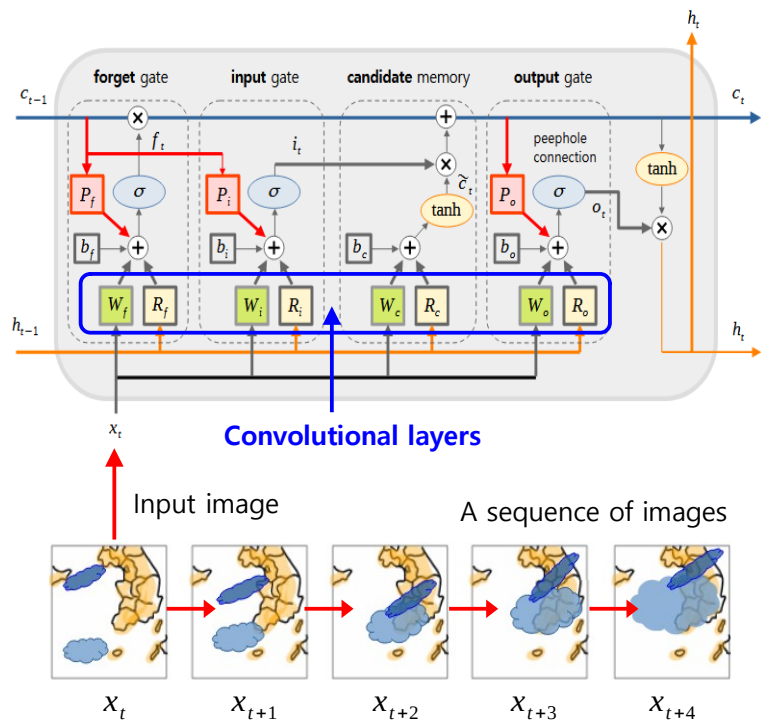 h_t
forget gate
input gate
candidate memory
output gate
c_{t-1}
c_t
f_t
i_t
peephole
connection
P_f
σ
P_i
σ
c̃_t
tanh
P_o
σ
o_t
tanh
b_f
b_i
b_c
b_o
W_f
R_f
W_i
R_i
W_c
R_c
W_o
R_o
h_{t-1}
h_t
x_t
Convolutional layers
Input image
A sequence of images
x_t
x_{t+1}
x_{t+2}
x_{t+3}
x_{t+4}